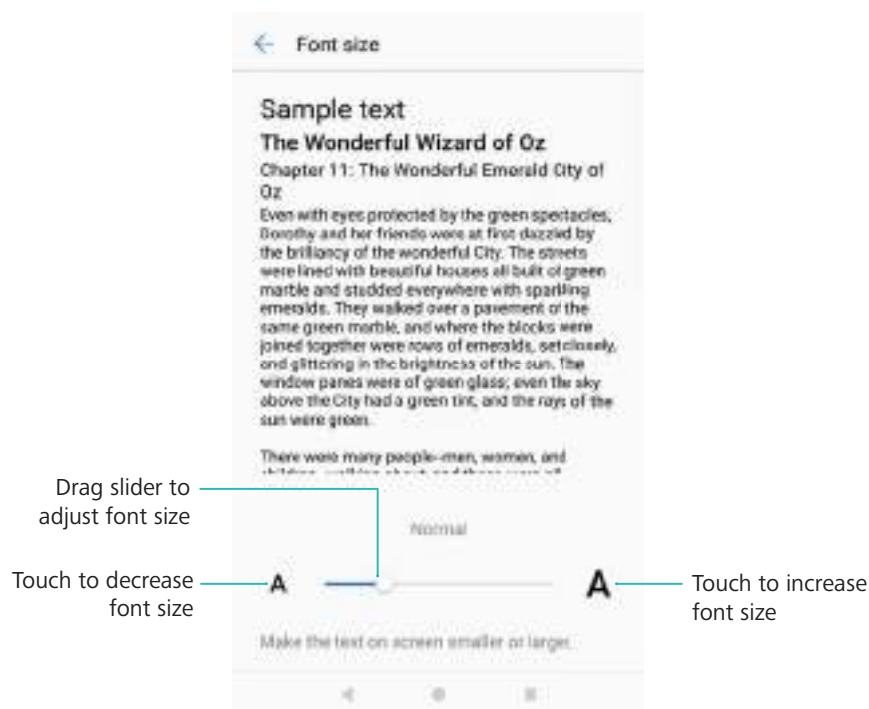 Font size
Sample text
The Wonderful Wizard of Oz
Chapter 11: The Wonderful Emerald City of
Oz
Even with eyes protected by the green spectacles,
Dorothy and her friends were at first dazzled by
the brilliancy of the wonderful City. The streets
were lined with beautiful houses all built of green
marble and studded everywhere with sparkling
emeralds. They walked over a pavement of the
same green marble, and where the blocks were
joined together were rows of emeralds, set closely,
and glittering in the brightness of the sun. The
window panes were of green glass; even the sky
above the City had a green tint, and the rays of the
sun were green.
There were many people--men, women, and
Drag slider to
adjust font size
Normal
Touch to decrease
font size
A
A
Touch to increase
font size
Make the text on screen smaller or larger.